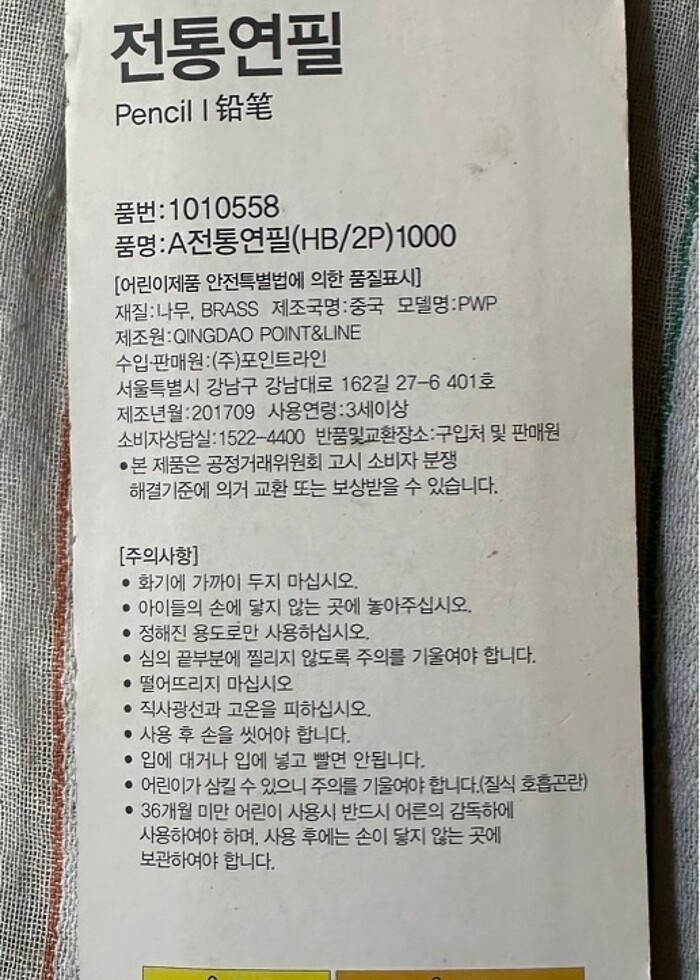 전통연필
Pencil | 铅笔
품번:1010558
품명:A전통연필(HB/2P)1000
[어린이제품 안전특별법에 의한 품질표시]
재질:나무, BRASS 제조국명:중국 모델명:PWP
제조원:QINGDAO POINT&LINE
수입·판매원:(주)포인트라인
서울특별시 강남구 강남대로 162길 27-6 401호
제조년월:201709 사용연령:3세이상
소비자상담실:1522-4400 반품및교환장소:구입처 및 판매원
•본 제품은 공정거래위원회 고시 소비자 분쟁
해결기준에 의거 교환 또는 보상받을 수 있습니다.
[주의사항]
• 화기에 가까이 두지 마십시오.
• 아이들의 손에 닿지 않는 곳에 놓아주십시오.
• 정해진 용도로만 사용하십시오.
• 심의 끝부분에 찔리지 않도록 주의를 기울여야 합니다.
• 떨어뜨리지 마십시오
• 직사광선과 고온을 피하십시오.
• 사용 후 손을 씻어야 합니다.
• 입에 대거나 입에 넣고 빨면 안됩니다.
• 어린이가 삼킬 수 있으니 주의를 기울여야 합니다.(질식 호흡곤란)
• 36개월 미만 어린이 사용시 반드시 어른의 감독하에
사용하여야 하며, 사용 후에는 손이 닿지 않는 곳에
보관하여야 합니다.